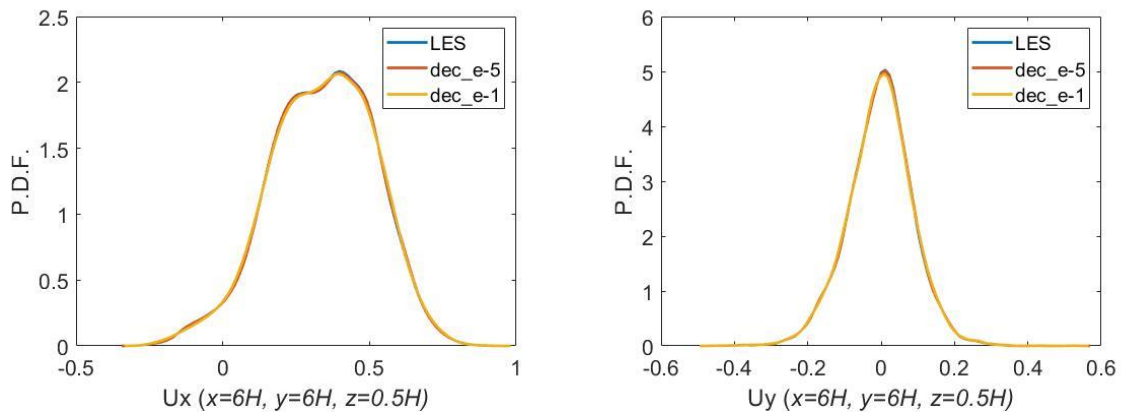 2.5
2
1.5
1
0.5
0
P.D.F.
-0.5
0
0.5
1
Ux (x=6H, y=6H, z=0.5H)
LES
dec_e-5
dec_e-1
6
5
4
3
2
1
0
P.D.F.
-0.6
-0.4
-0.2
0
0.2
0.4
0.6
Uy (x=6H, y=6H, z=0.5H)
LES
dec_e-5
dec_e-1